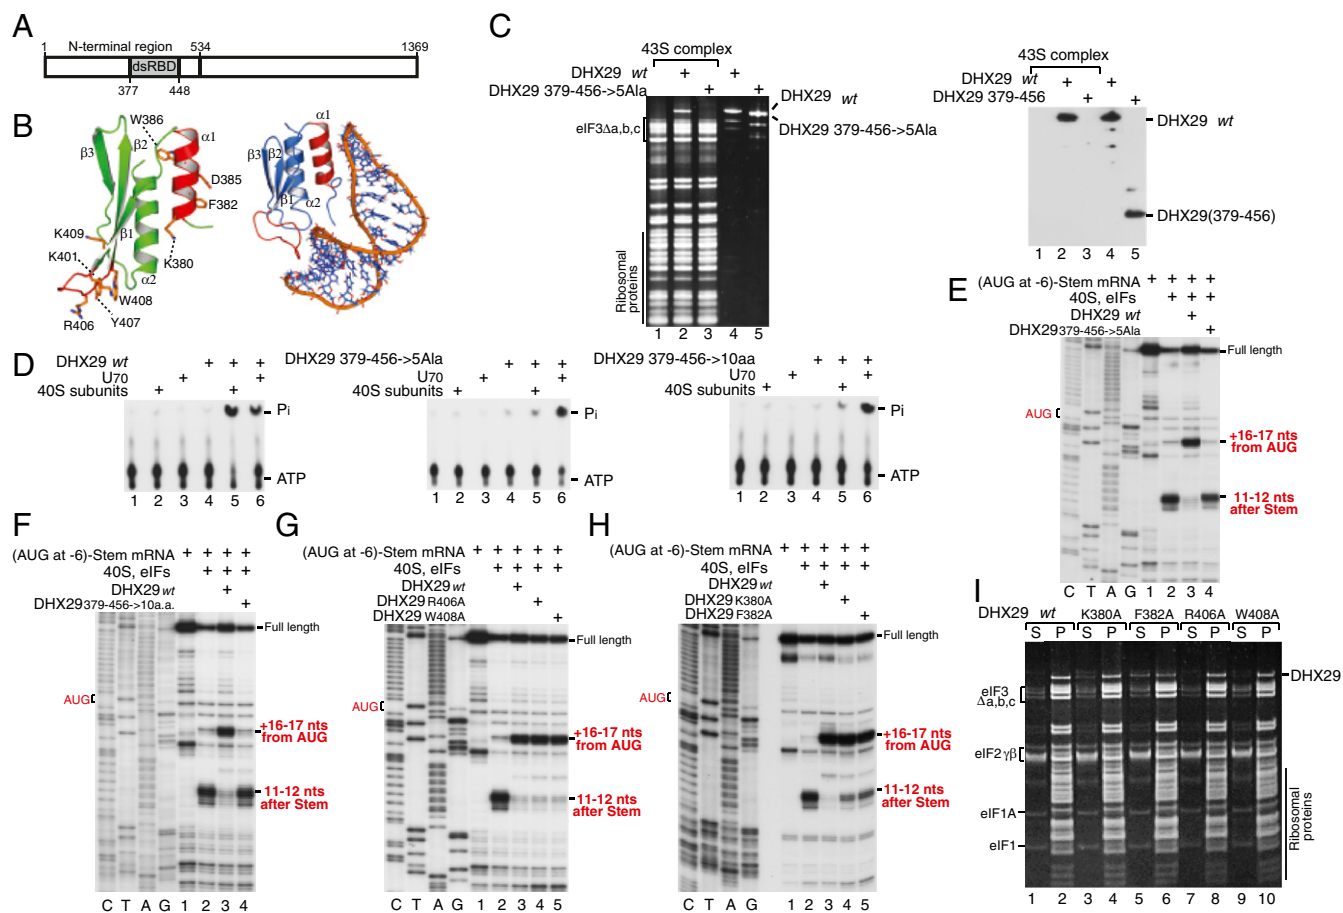 A
1 N-terminal region 534 1369
dsRBD
377 448
B
W386 α1
β3 β2
D385
F382
K409 β1
K401 K380
α2
W408
R406 Y407
α1
β3 β2
β1 α2
C
43S complex
DHX29 wt + +
DHX29 379-456->5Ala + +
DHX29 wt
eIF3Δa,b,c
DHX29 379-456->5Ala
Ribosomal proteins
1 2 3 4 5
43S complex
DHX29 wt + +
DHX29 379-456 + +
DHX29 wt
DHX29(379-456)
1 2 3 4 5
D
DHX29 wt + + +
U70 + +
40S subunits + +
Pi
ATP
1 2 3 4 5 6
DHX29 379-456->5Ala + + +
U70 + +
40S subunits + +
Pi
ATP
1 2 3 4 5 6
DHX29 379-456->10aa + + +
U70 + +
40S subunits + +
Pi
ATP
1 2 3 4 5 6
E
(AUG at -6)-Stem mRNA + + + +
40S, eIFs + + +
DHX29 wt +
DHX29 379-456->5Ala +
Full length
AUG
+16-17 nts
from AUG
11-12 nts
after Stem
C T A G 1 2 3 4
F
(AUG at -6)-Stem mRNA + + + +
40S, eIFs + + +
DHX29 wt +
DHX29 379-456->10a.a. +
Full length
AUG
+16-17 nts
from AUG
11-12 nts
after Stem
C T A G 1 2 3 4
G
(AUG at -6)-Stem mRNA + + + + +
40S, eIFs + + + +
DHX29 wt +
DHX29 R406A +
DHX29 W408A +
Full length
AUG
+16-17 nts
from AUG
11-12 nts
after Stem
C T A G 1 2 3 4 5
H
(AUG at -6)-Stem mRNA + + + + +
40S, eIFs + + + +
DHX29 wt +
DHX29 K380A +
DHX29 F382A +
Full length
AUG
+16-17 nts
from AUG
11-12 nts
after Stem
C T A G 1 2 3 4 5
I
DHX29 wt K380A F382A R406A W408A
S P S P S P S P S P
DHX29
eIF3
Δa,b,c
eIF2 γβ
eIF1A
eIF1
Ribosomal proteins
1 2 3 4 5 6 7 8 9 10